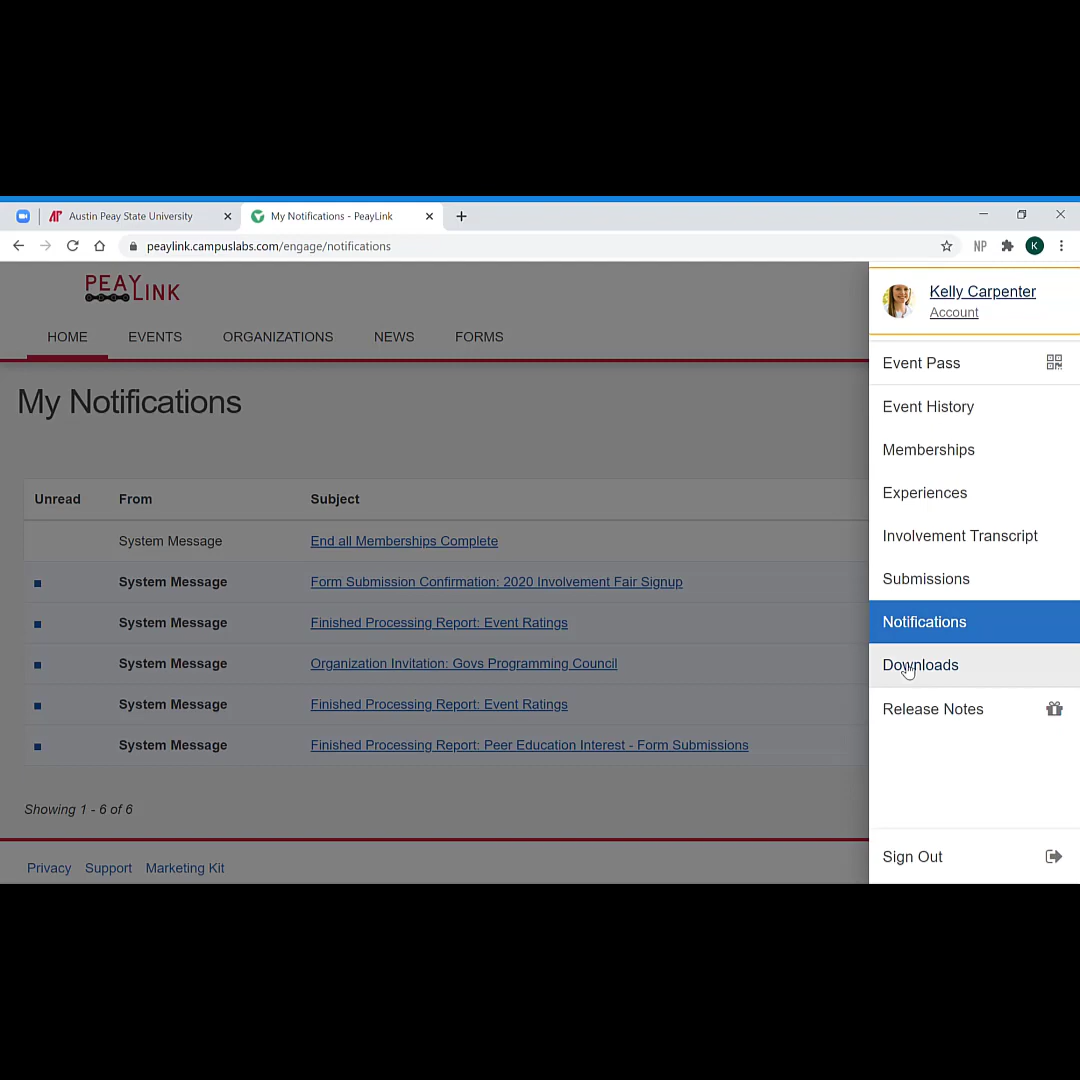 Austin Peay State University
My Notifications - PeayLink
peaylink.campuslabs.com/engage/notifications
NP
K
PEAYLINK
HOME
EVENTS
ORGANIZATIONS
NEWS
FORMS
My Notifications
Unread From Subject
System Message End all Memberships Complete
System Message Form Submission Confirmation: 2020 Involvement Fair Signup
System Message Finished Processing Report: Event Ratings
System Message Organization Invitation: Govs Programming Council
System Message Finished Processing Report: Event Ratings
System Message Finished Processing Report: Peer Education Interest - Form Submissions
Showing 1 - 6 of 6
Privacy Support Marketing Kit
Kelly Carpenter
Account
Event Pass
Event History
Memberships
Experiences
Involvement Transcript
Submissions
Notifications
Downloads
Release Notes
Sign Out